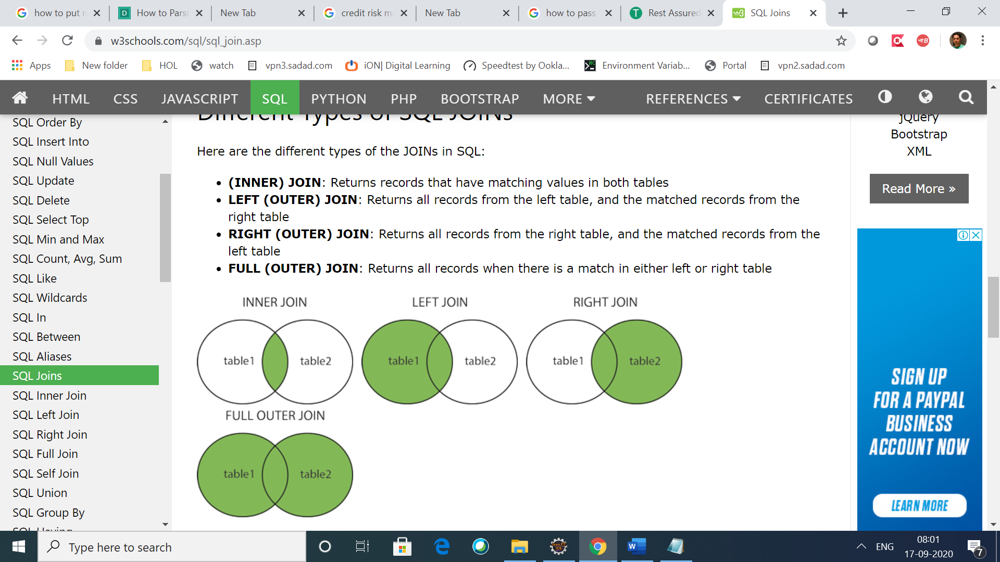 how to put r
How to Parse
New Tab
credit risk m
New Tab
how to pass
Rest Assured
SQL Joins
w3schools.com/sql/sql_join.asp
Apps
New folder
HOL
watch
vpn3.sadad.com
iON| Digital Learning
Speedtest by Ookla...
Environment Variab...
Portal
vpn2.sadad.com
HTML
CSS
JAVASCRIPT
SQL
PYTHON
PHP
BOOTSTRAP
MORE
REFERENCES
CERTIFICATES
SQL Order By
SQL Insert Into
SQL Null Values
SQL Update
SQL Delete
SQL Select Top
SQL Min and Max
SQL Count, Avg, Sum
SQL Like
SQL Wildcards
SQL In
SQL Between
SQL Aliases
SQL Joins
SQL Inner Join
SQL Left Join
SQL Right Join
SQL Full Join
SQL Self Join
SQL Union
SQL Group By
SQL Having
Different Types of SQL JOINs
Here are the different types of the JOINs in SQL:
• (INNER) JOIN: Returns records that have matching values in both tables
• LEFT (OUTER) JOIN: Returns all records from the left table, and the matched records from the
right table
• RIGHT (OUTER) JOIN: Returns all records from the right table, and the matched records from the
left table
• FULL (OUTER) JOIN: Returns all records when there is a match in either left or right table
INNER JOIN
table1
table2
LEFT JOIN
table1
table2
RIGHT JOIN
table1
table2
FULL OUTER JOIN
table1
table2
jQuery
Bootstrap
XML
Read More »
SIGN UP
FOR A PAYPAL
BUSINESS
ACCOUNT NOW
LEARN MORE
Type here to search
ENG
08:01
17-09-2020
7